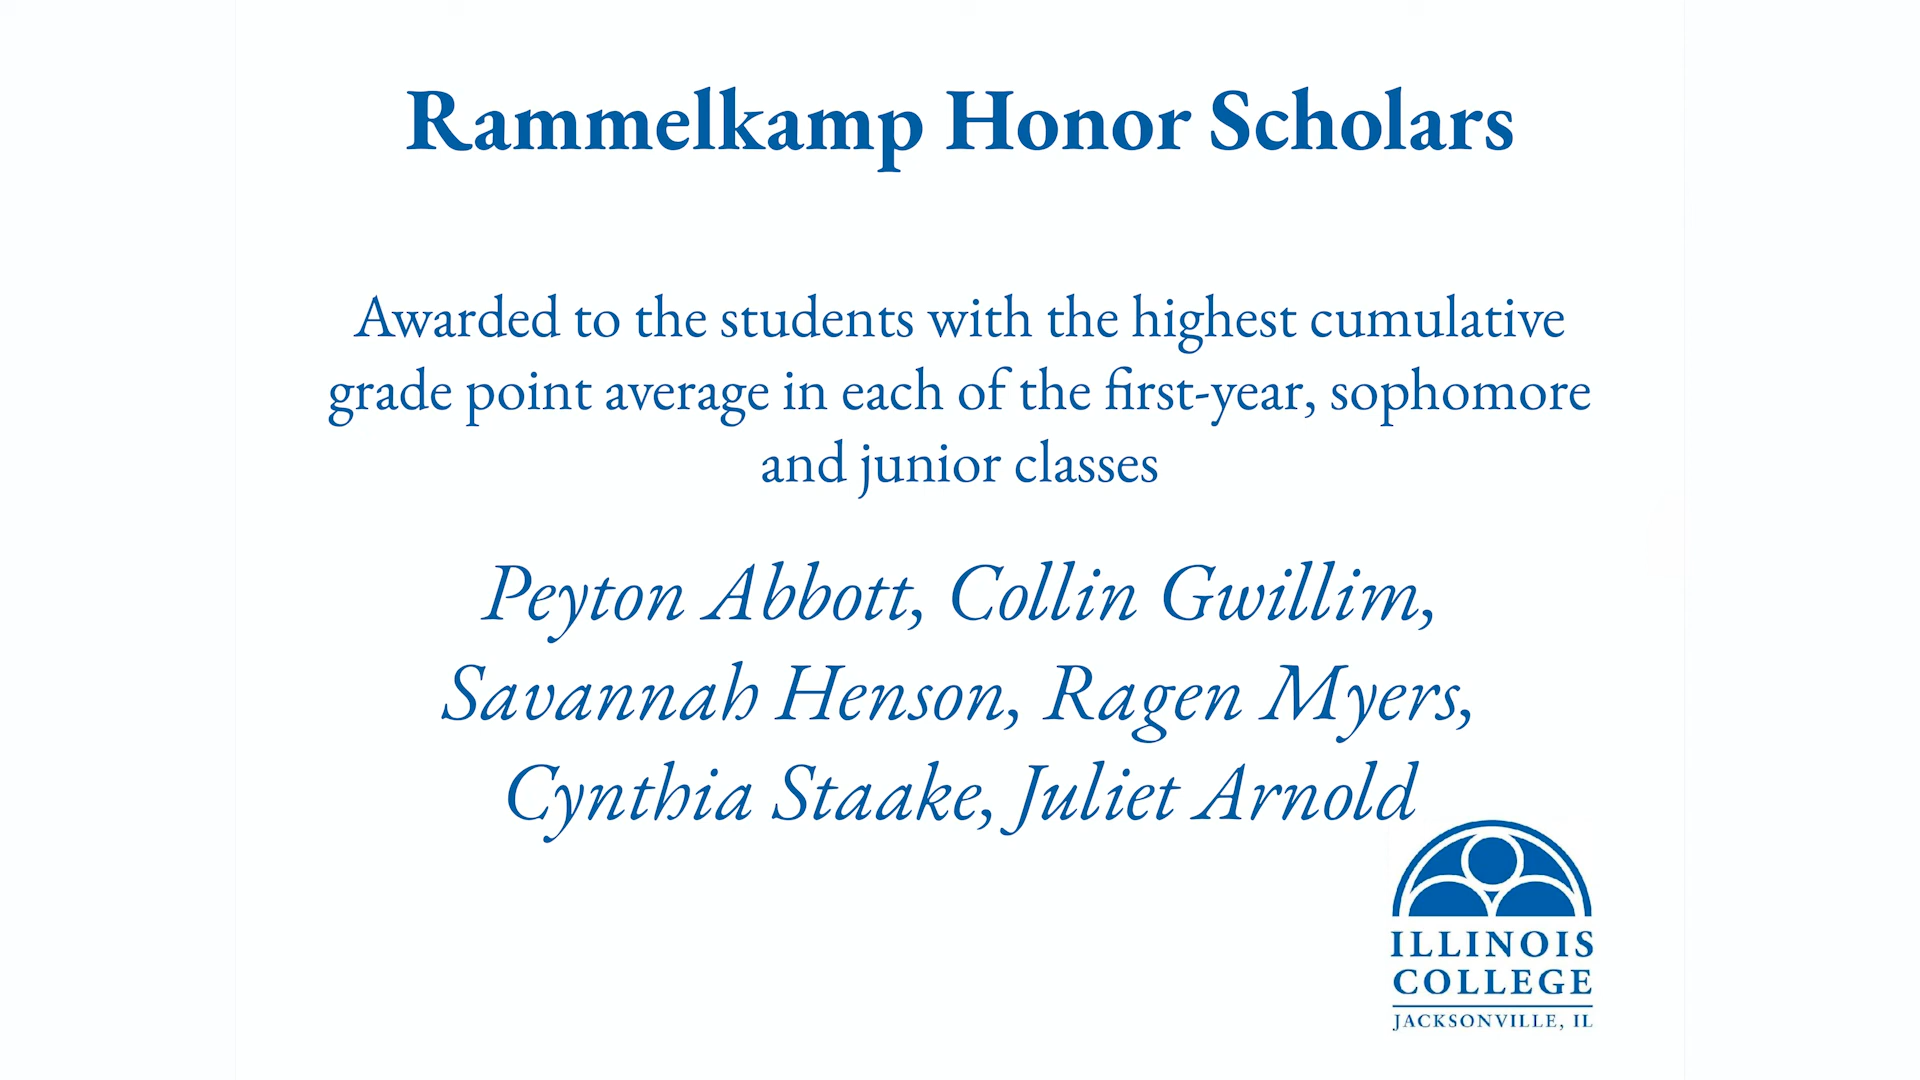 Rammelkamp Honor Scholars
Awarded to the students with the highest cumulative
grade point average in each of the first-year, sophomore
and junior classes
Peyton Abbott, Collin Gwillim,
Savannah Henson, Ragen Myers,
Cynthia Staake, Juliet Arnold
ILLINOIS
COLLEGE
JACKSONVILLE, IL